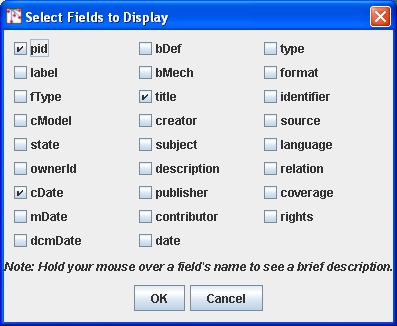 Select Fields to Display
pid bDef type
label bMech format
fType title identifier
cModel creator source
state subject language
ownerId description relation
cDate publisher coverage
mDate contributor rights
dcmDate date
Note: Hold your mouse over a field's name to see a brief description.
OK Cancel